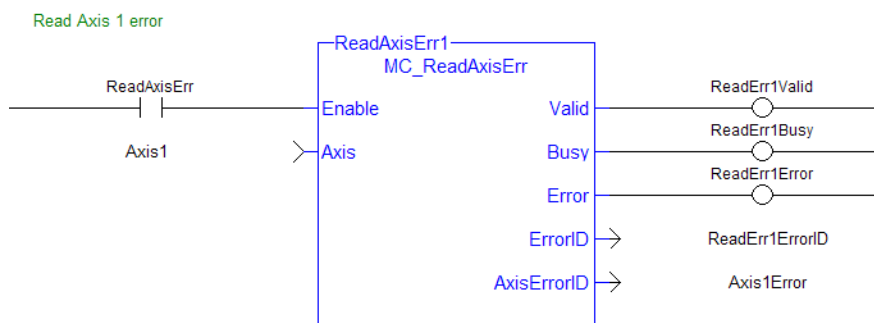 Read Axis 1 error
ReadAxisErr1
MC_ReadAxisErr
ReadAxisErr
Enable
Valid
ReadErr1Valid
Axis1
Axis
Busy
ReadErr1Busy
Error
ReadErr1Error
ErrorID
ReadErr1ErrorID
AxisErrorID
Axis1Error